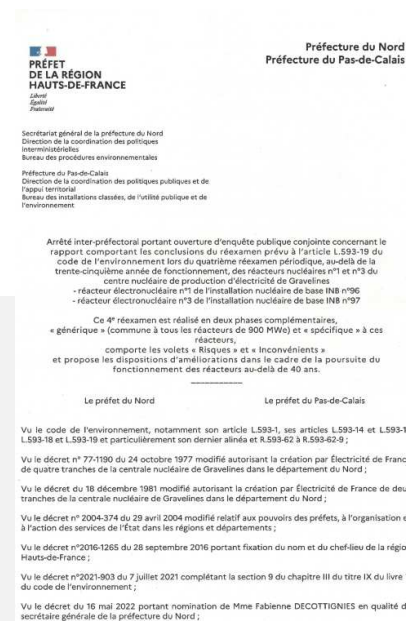 Préfecture du Nord
Préfecture du Pas-de-Calais
PRÉFET
DE LA RÉGION
HAUTS-DE-FRANCE
Liberté
Égalité
Fraternité
Secrétariat général de la préfecture du Nord
Direction de la coordination des politiques
interministérielles
Bureau des procédures environnementales
Préfecture du Pas-de-Calais
Direction de la coordination des politiques publiques et de
l'appui territorial
Bureau des installations classées, de l'utilité publique et de
l'environnement
Arrêté inter-préfectoral portant ouverture d'enquête publique conjointe concernant le
rapport comportant les conclusions du réexamen prévu à l'article L.593-19 du
code de l'environnement lors du quatrième réexamen périodique, au-delà de la
trente-cinquième année de fonctionnement, des réacteurs nucléaires n°1 et n°3 du
centre nucléaire de production d'électricité de Gravelines
- réacteur électronucléaire n°1 de l'installation nucléaire de base INB n°96
- réacteur électronucléaire n°3 de l'installation nucléaire de base INB n°97
Ce 4e réexamen est réalisé en deux phases complémentaires,
« générique » (commune à tous les réacteurs de 900 MWe) et « spécifique » à ces
réacteurs,
comporte les volets « Risques » et « Inconvénients »
et propose les dispositions d'améliorations dans le cadre de la poursuite du
fonctionnement des réacteurs au-delà de 40 ans.
Le préfet du Nord
Le préfet du Pas-de-Calais
Vu le code de l'environnement, notamment son article L.593-1, ses articles L.593-14 et L.593-1
L.593-18 et L.593-19 et particulièrement son dernier alinéa et R.593-62 à R.593-62-9 ;
Vu le décret n° 77-1190 du 24 octobre 1977 modifié autorisant la création par Électricité de Franc
de quatre tranches de la centrale nucléaire de Gravelines dans le département du Nord ;
Vu le décret du 18 décembre 1981 modifié autorisant la création par Électricité de France de deu
tranches de la centrale nucléaire de Gravelines dans le département du Nord ;
Vu le décret n° 2004-374 du 29 avril 2004 modifié relatif aux pouvoirs des préfets, à l'organisation e
à l'action des services de l'État dans les régions et départements ;
Vu le décret n°2016-1265 du 28 septembre 2016 portant fixation du nom et du chef-lieu de la régio
Hauts-de-France ;
Vu le décret n°2021-903 du 7 juillet 2021 complétant la section 9 du chapitre III du titre IX du livre
du code de l'environnement ;
Vu le décret du 16 mai 2022 portant nomination de Mme Fabienne DECOTTIGNIES en qualité d
secrétaire générale de la préfecture du Nord ;